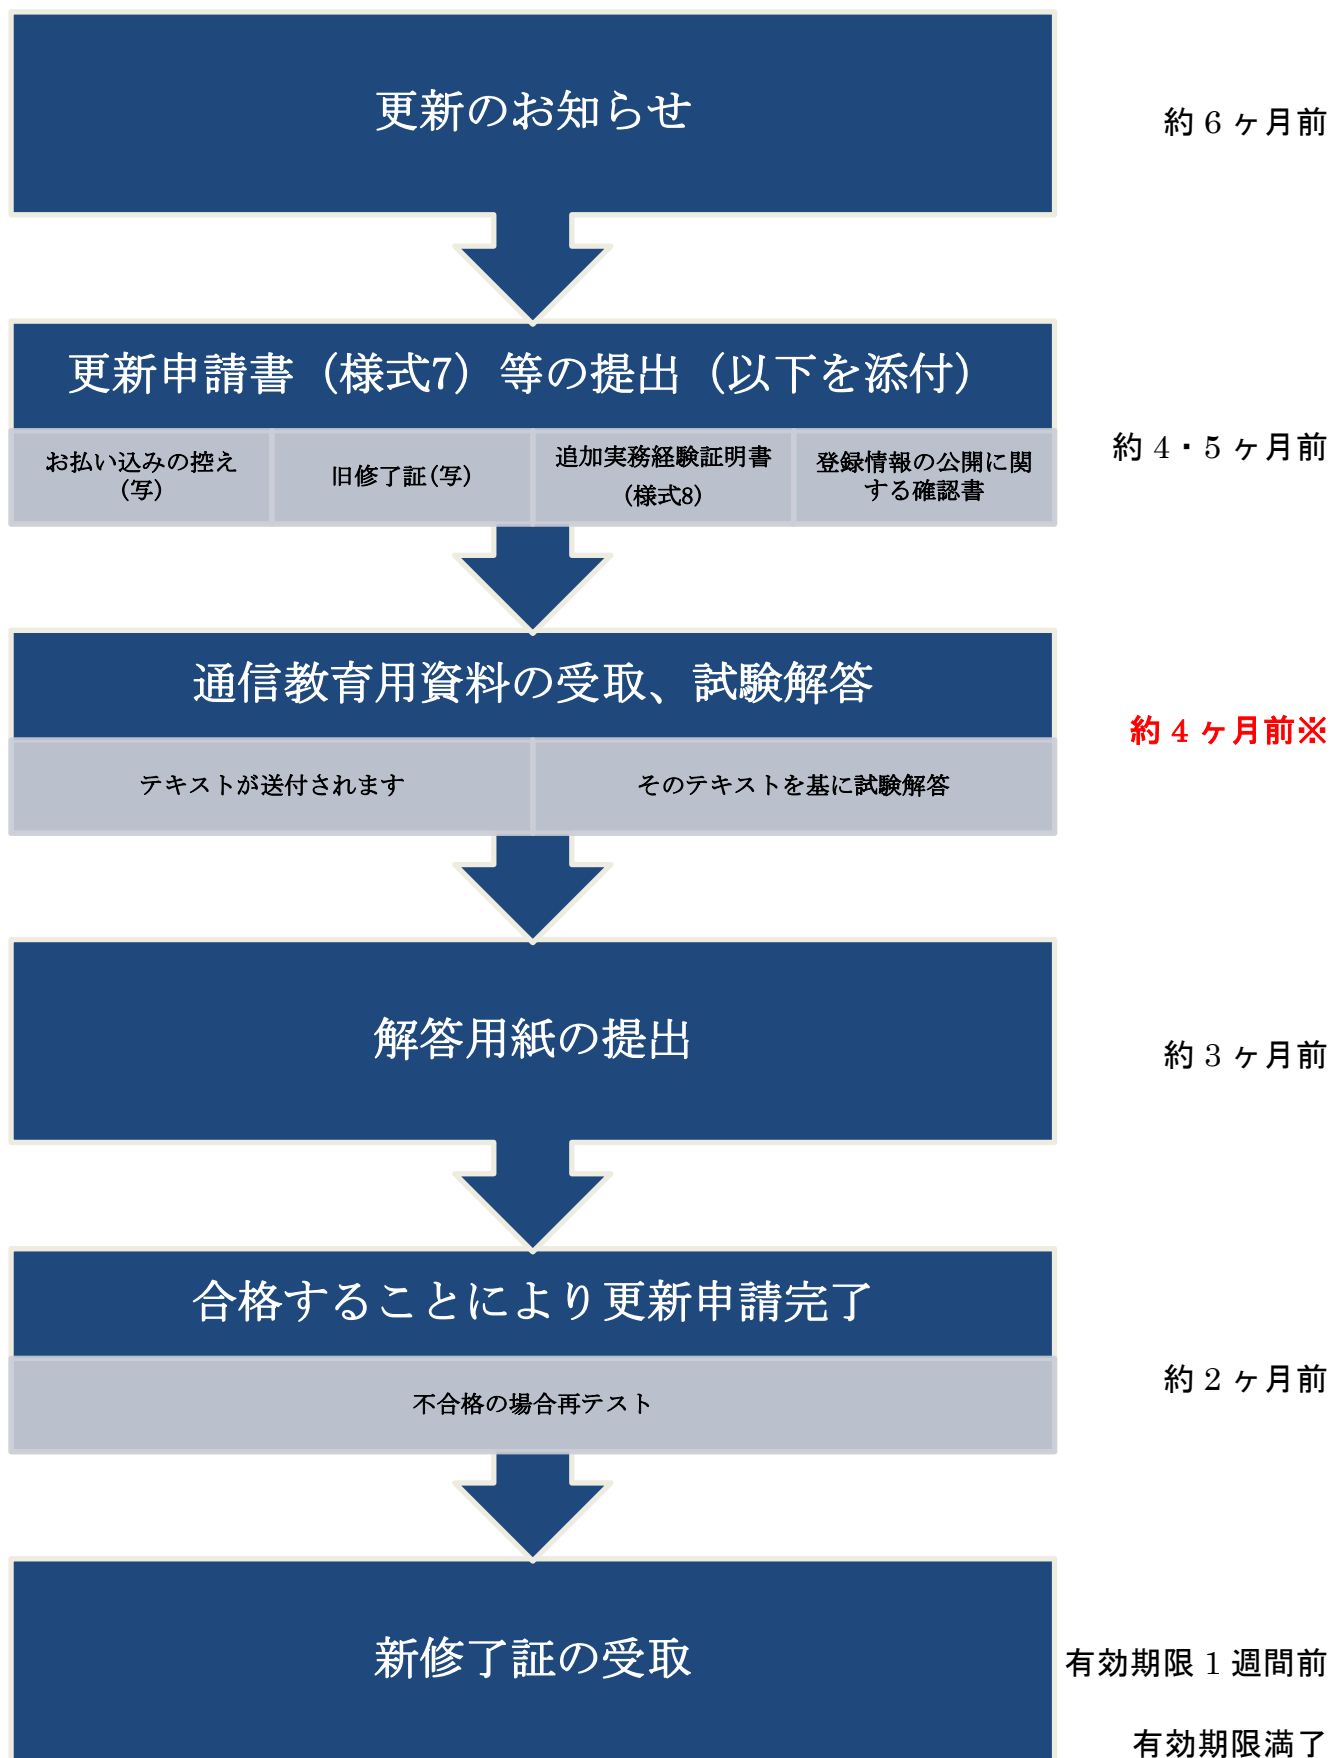 更新のお知らせ
約 6 ヶ月前
更新申請書（様式7）等の提出（以下を添付）
お払い込みの控え
（写）
旧修了証（写）
追加実務経験証明書
（様式8）
登録情報の公開に関
する確認書
約 4・5 ヶ月前
通信教育用資料の受取、試験解答
テキストが送付されます
そのテキストを基に試験解答
約 4 ヶ月前※
解答用紙の提出
約 3 ヶ月前
合格することにより更新申請完了
不合格の場合再テスト
約 2 ヶ月前
新修了証の受取
有効期限 1 週間前
有効期限満了